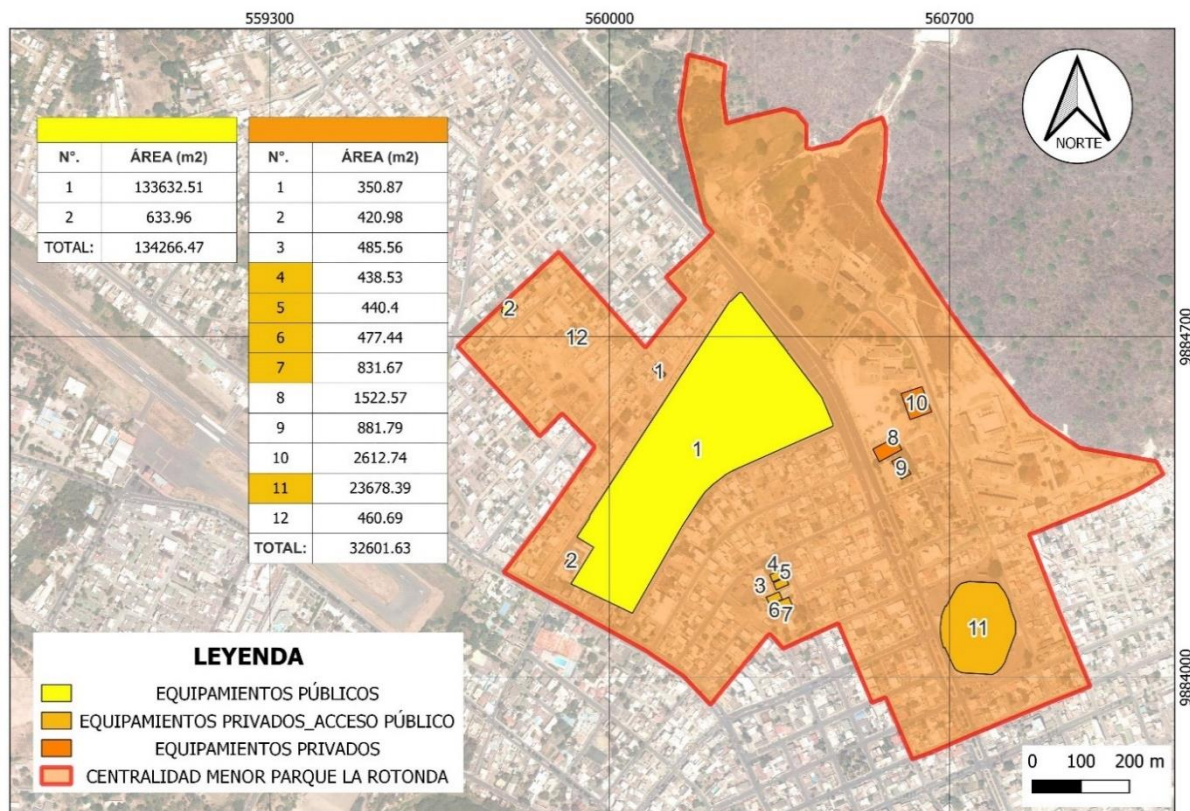 559300 560000 560700
NORTE
N°. ÁREA (m2)
1 133632.51
2 633.96
TOTAL: 134266.47
N°. ÁREA (m2)
1 350.87
2 420.98
3 485.56
4 438.53
5 440.4
6 477.44
7 831.67
8 1522.57
9 881.79
10 2612.74
11 23678.39
12 460.69
TOTAL: 32601.63
2
12
1
9884700
10
1
8
9
2
4
5
3
6
7
11
9884000
LEYENDA
EQUIPAMIENTOS PÚBLICOS
EQUIPAMIENTOS PRIVADOS_ACCESO PÚBLICO
EQUIPAMIENTOS PRIVADOS
CENTRALIDAD MENOR PARQUE LA ROTONDA
0 100 200 m